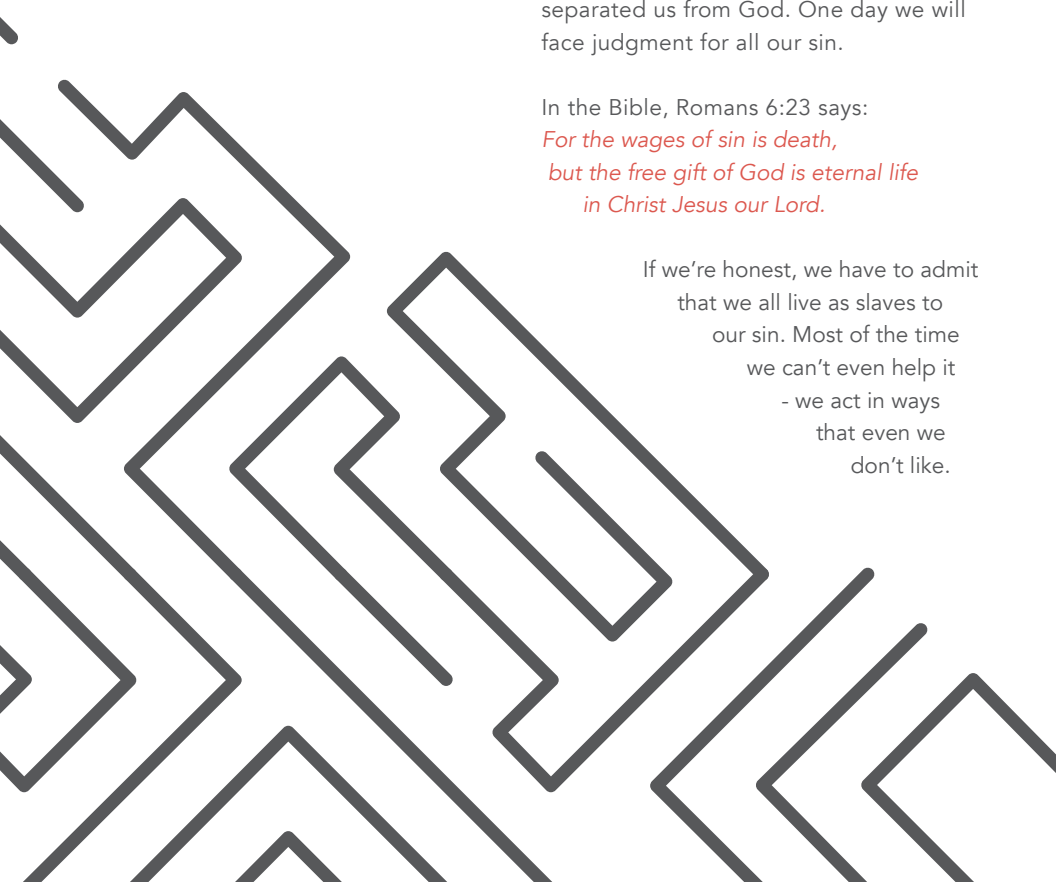 separated us from God. One day we will
face judgment for all our sin.
In the Bible, Romans 6:23 says:
For the wages of sin is death,
but the free gift of God is eternal life
in Christ Jesus our Lord.
If we’re honest, we have to admit
that we all live as slaves to
our sin. Most of the time
we can’t even help it
- we act in ways
that even we
don’t like.